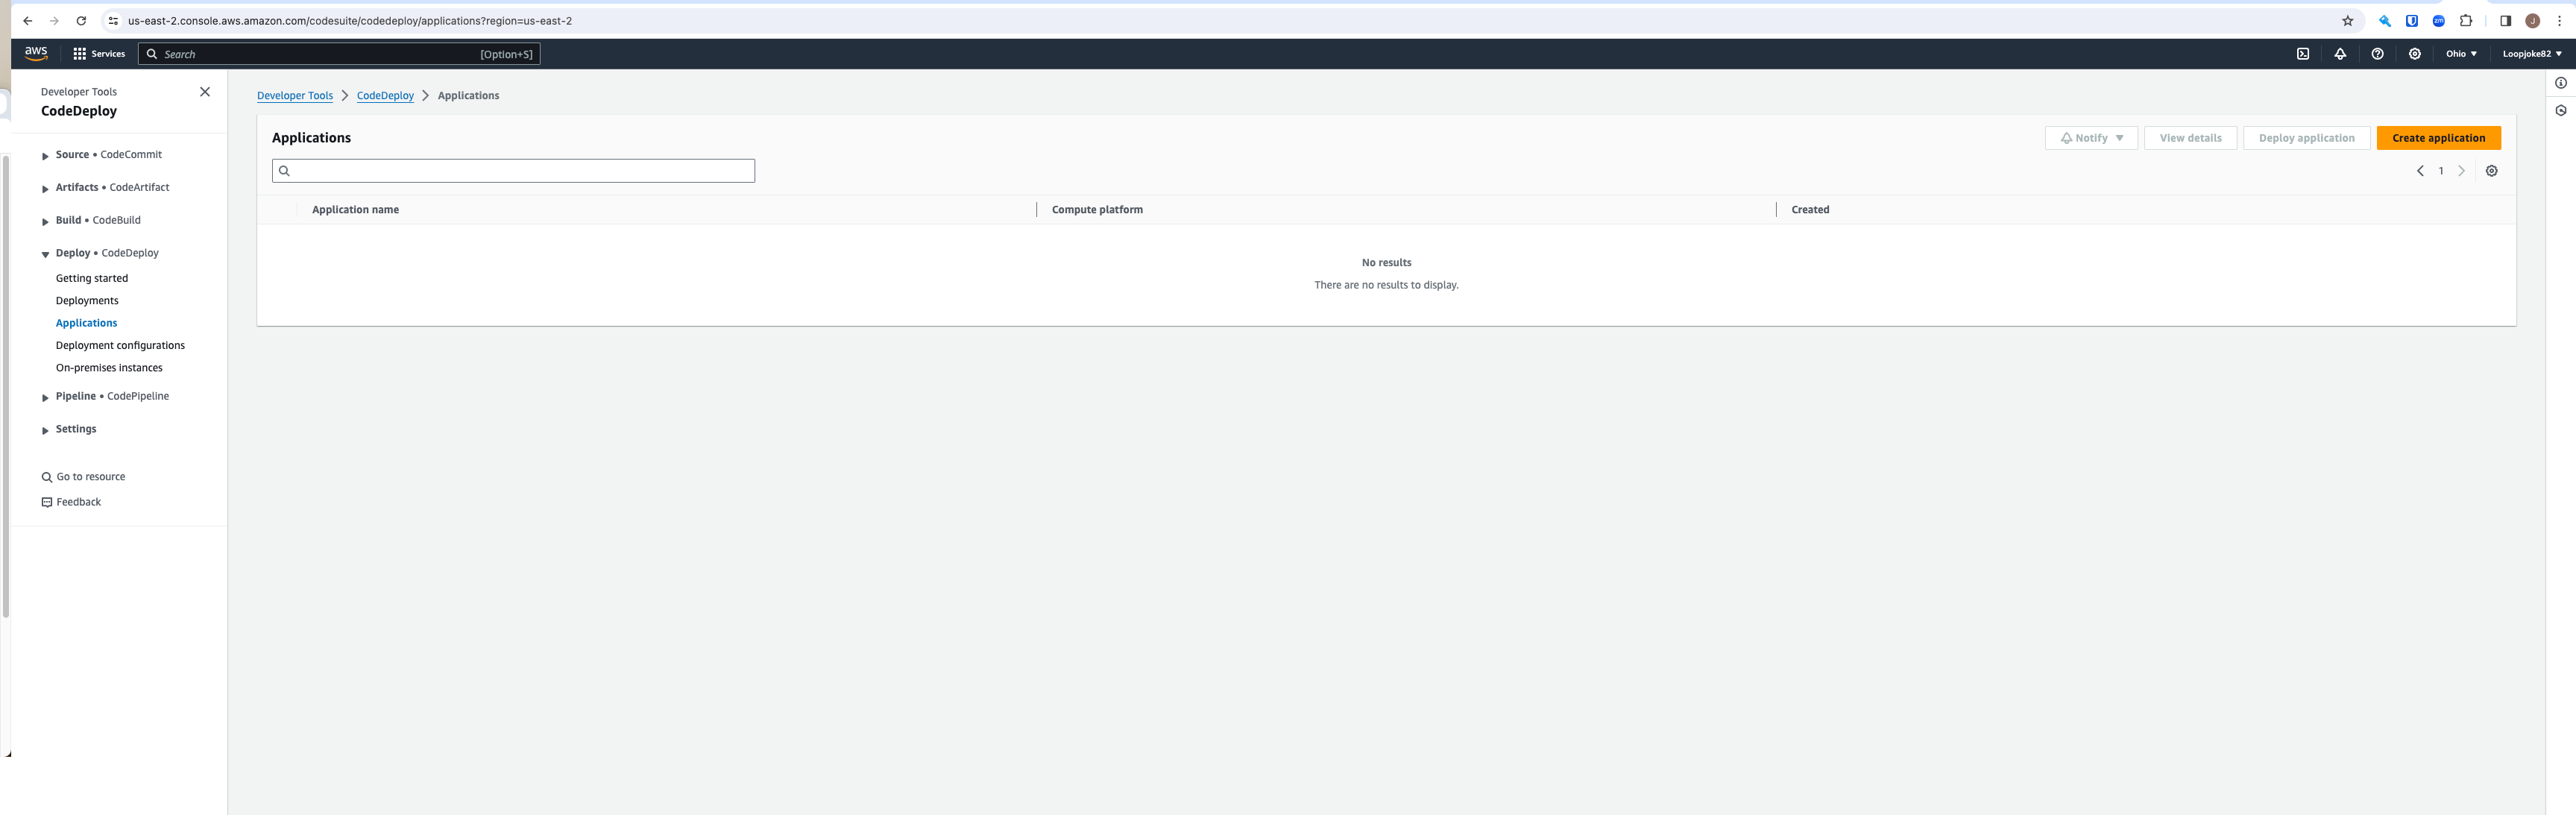 us-east-2.console.aws.amazon.com/codesuite/codedeploy/applications?region=us-east-2
aws Services Search [Option+S] Ohio Loopjoke82
Developer Tools
CodeDeploy
Source • CodeCommit
Artifacts • CodeArtifact
Build • CodeBuild
Deploy • CodeDeploy
Getting started
Deployments
Applications
Deployment configurations
On-premises instances
Pipeline • CodePipeline
Settings
Go to resource
Feedback
Developer Tools CodeDeploy Applications
Applications Notify View details Deploy application Create application
1
Application name Compute platform Created
No results
There are no results to display.